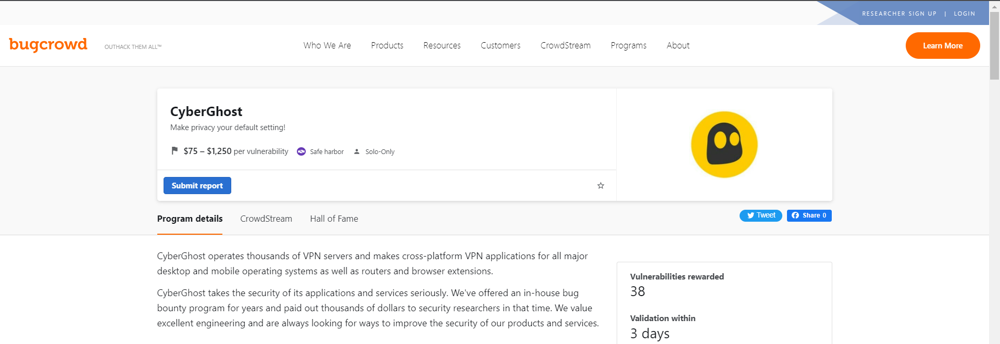 RESEARCHER SIGN UP | LOGIN
bugcrowd OUTHACK THEM ALL™ Who We Are Products Resources Customers CrowdStream Programs About Learn More
CyberGhost
Make privacy your default setting!
$75 – $1,250 per vulnerability Safe harbor Solo-Only
Submit report
Program details CrowdStream Hall of Fame Tweet Share 0
CyberGhost operates thousands of VPN servers and makes cross-platform VPN applications for all major
desktop and mobile operating systems as well as routers and browser extensions.
CyberGhost takes the security of its applications and services seriously. We've offered an in-house bug
bounty program for years and paid out thousands of dollars to security researchers in that time. We value
excellent engineering and are always looking for ways to improve the security of our products and services.
Vulnerabilities rewarded
38
Validation within
3 days